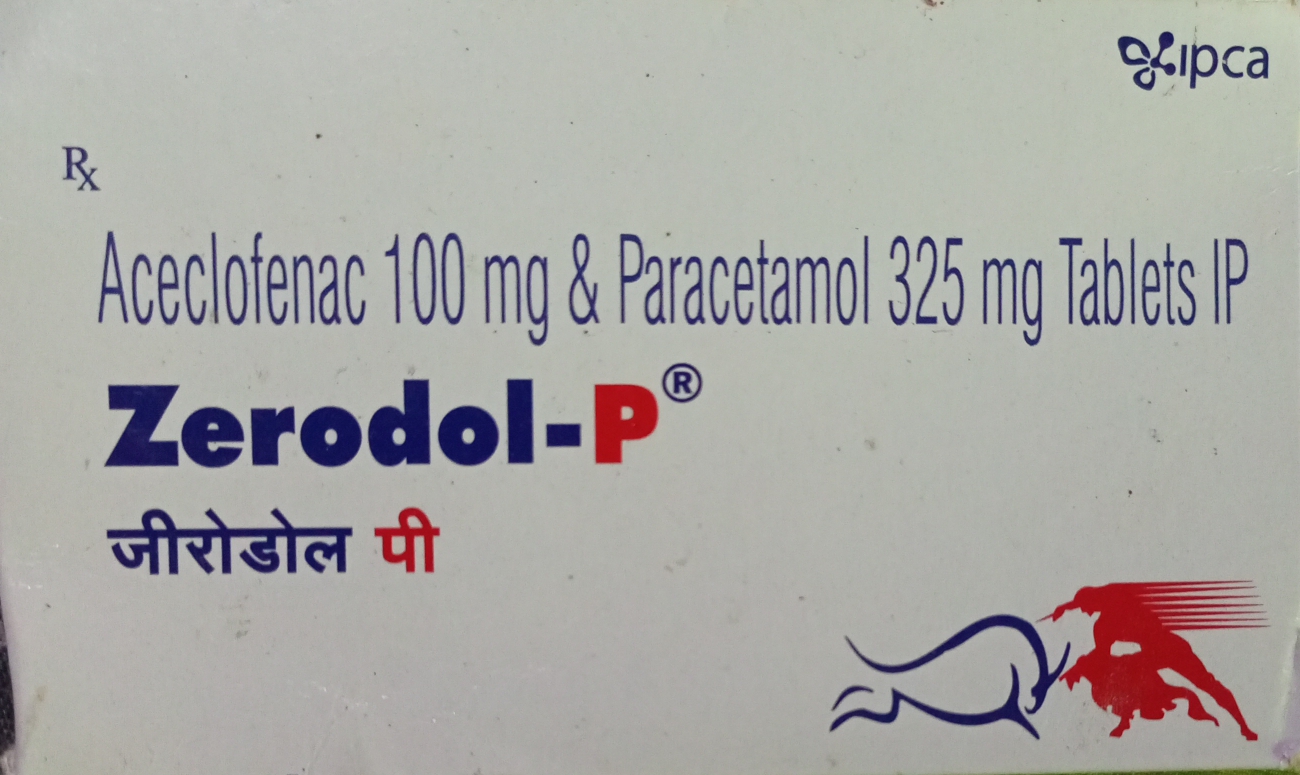 ipca
Rx
Aceclofenac 100 mg & Paracetamol 325 mg Tablets IP
Zerodol-P®
जीरोडोल पी